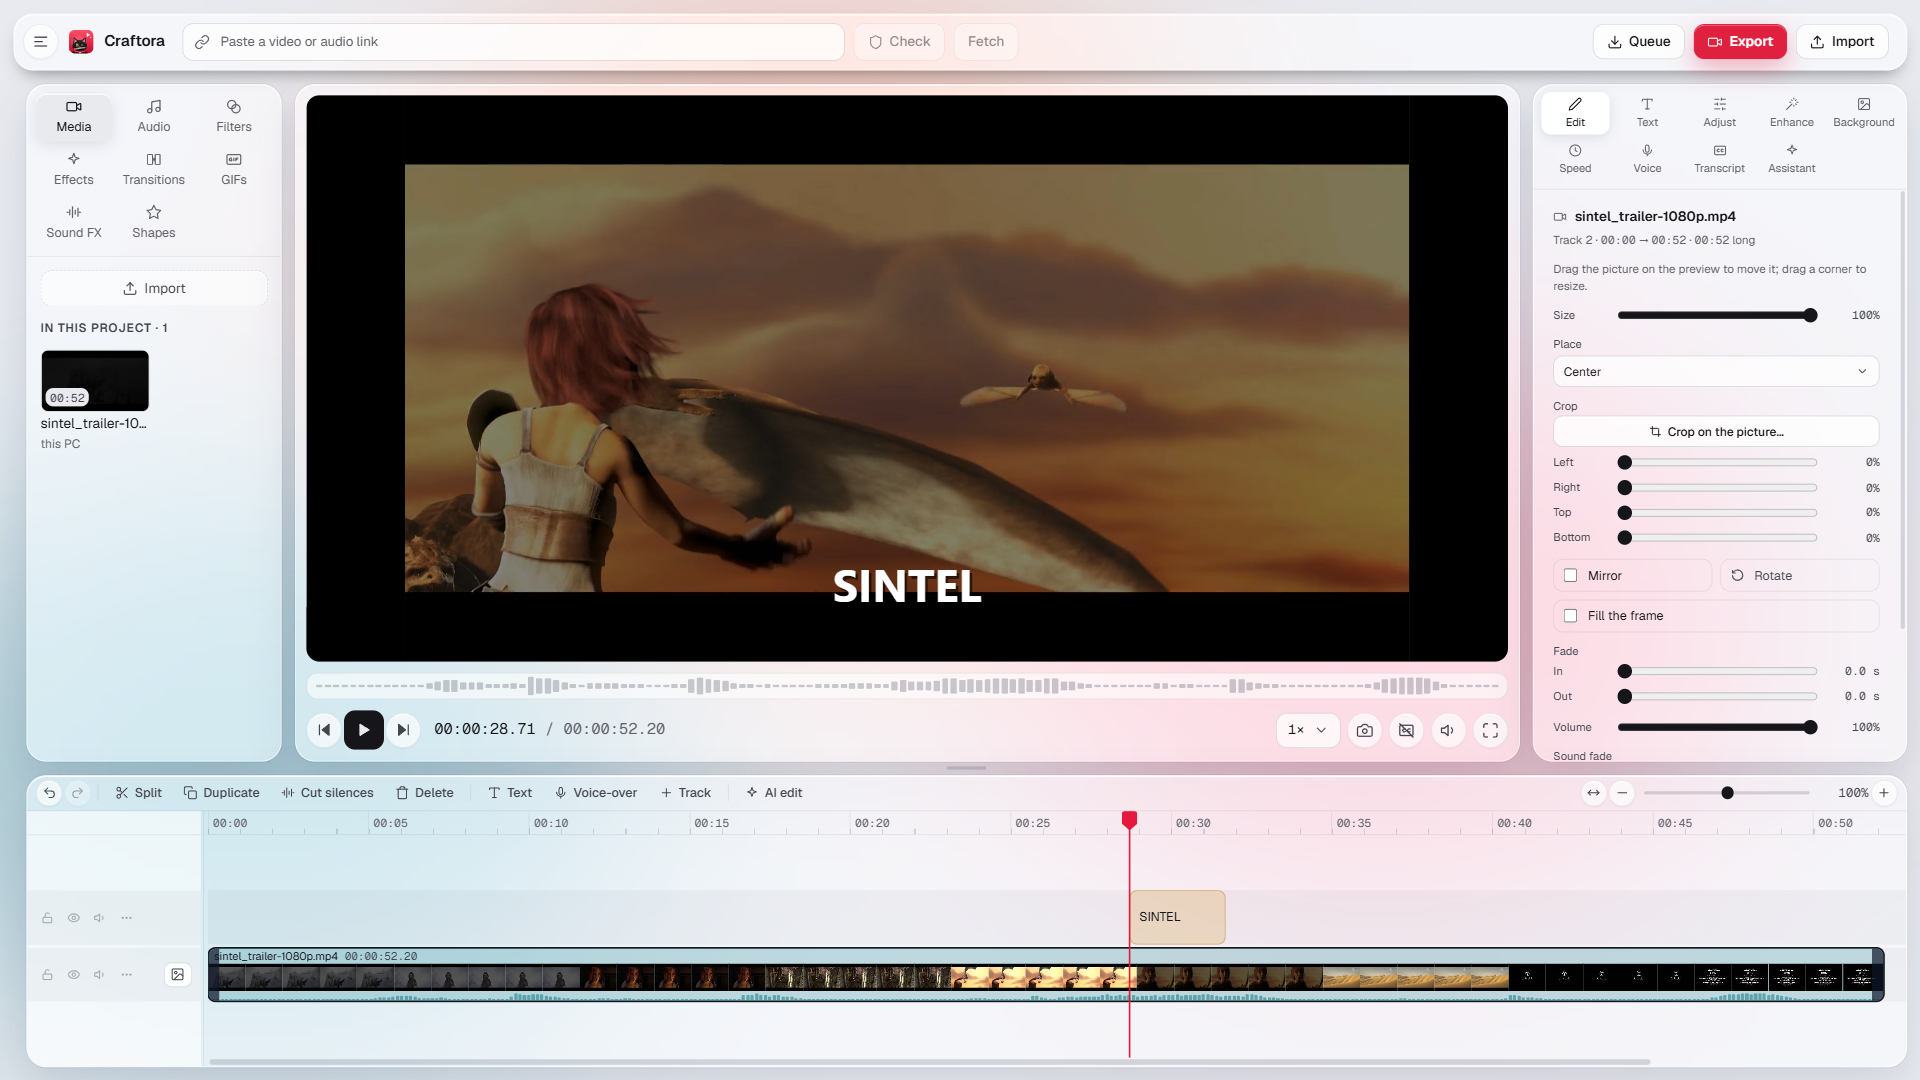 Craftora
Paste a video or audio link
Check
Fetch
Queue
Export
Import
Media
Audio
Filters
Effects
Transitions
GIFs
Sound FX
Shapes
Import
IN THIS PROJECT · 1
00:52
sintel_trailer-10...
this PC
SINTEL
00:00:28.71 / 00:00:52.20
1×
Edit
Text
Adjust
Enhance
Background
Speed
Voice
Transcript
Assistant
sintel_trailer-1080p.mp4
Track 2 · 00:00 → 00:52 · 00:52 long
Drag the picture on the preview to move it; drag a corner to
resize.
Size 100%
Place
Center
Crop
Crop on the picture...
Left 0%
Right 0%
Top 0%
Bottom 0%
Mirror
Rotate
Fill the frame
Fade
In 0.0 s
Out 0.0 s
Volume 100%
Sound fade
Split
Duplicate
Cut silences
Delete
Text
Voice-over
Track
AI edit
100%
00:00 00:05 00:10 00:15 00:20 00:25 00:30 00:35 00:40 00:45 00:50
SINTEL
sintel_trailer-1080p.mp4 00:00:52.20